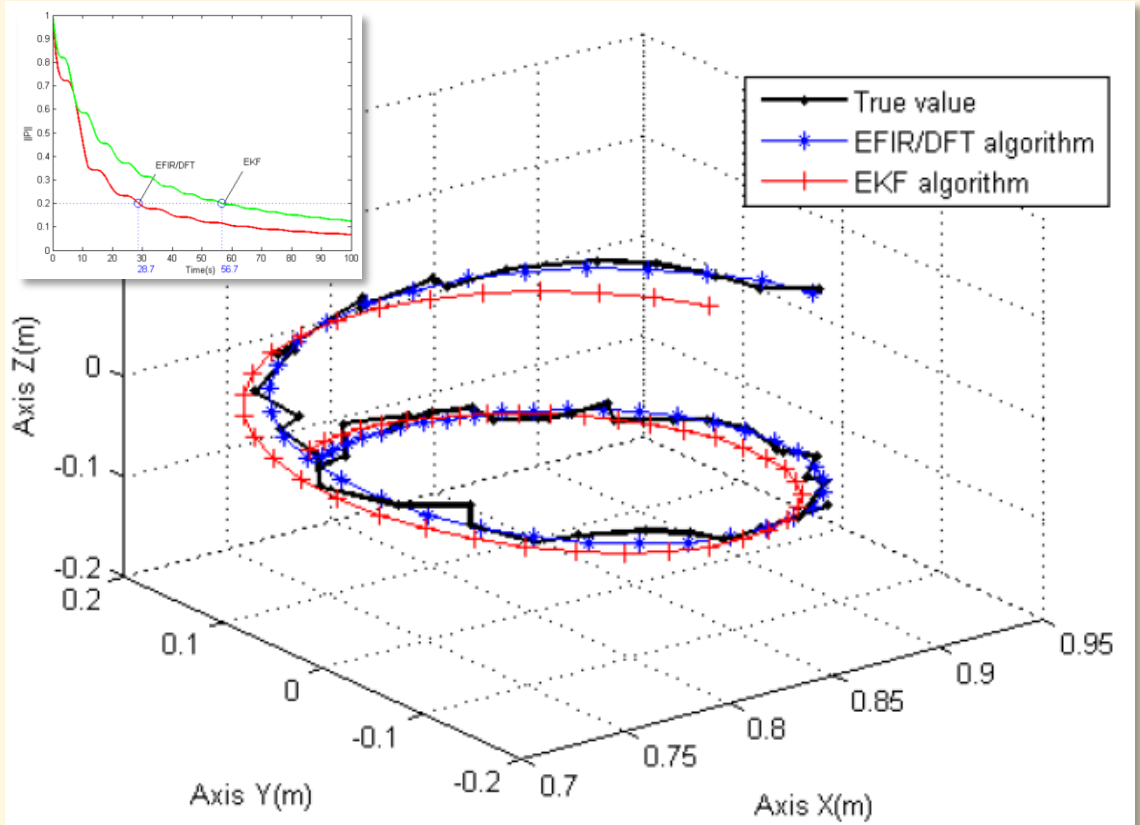 1
0.9
0.8
0.7
0.6
0.5
0.4
0.3
0.2
0.1
0
||P||
EFIR/DFT
EKF
0 10 20 30 40 50 60 70 80 90 100
28.7 Time(s) 56.7
True value
EFIR/DFT algorithm
EKF algorithm
Axis Z(m)
0
-0.1
-0.2
0.2
0.1
0
-0.1
-0.2
Axis Y(m)
0.7
0.75
0.8
0.85
0.9
0.95
Axis X(m)